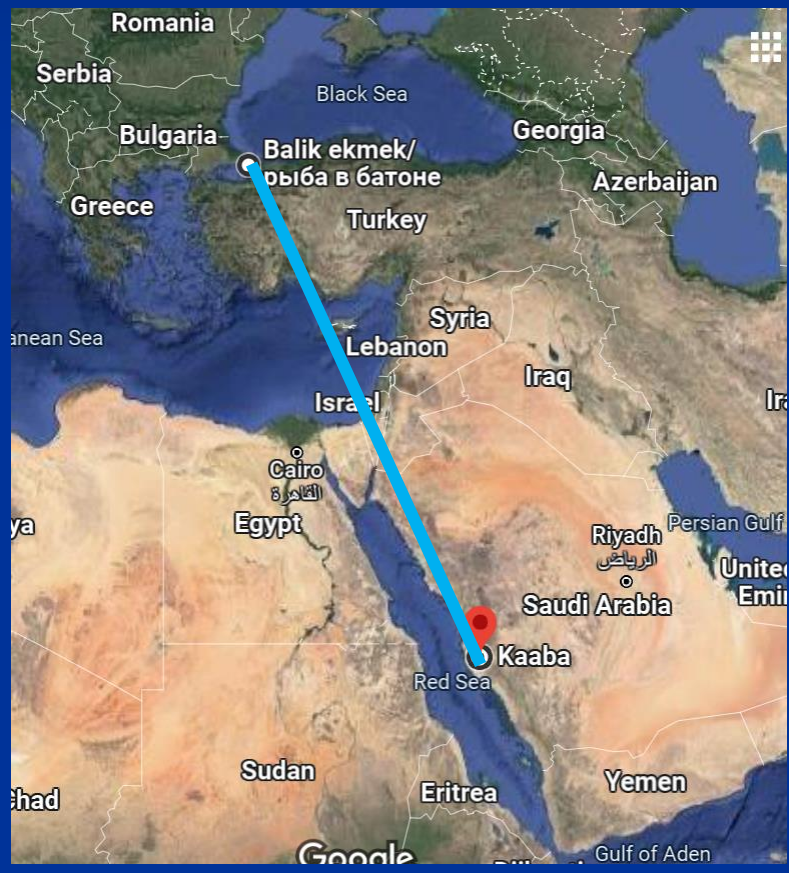 Romania
Serbia
Black Sea
Bulgaria
Georgia
Balik ekmek/
рыба в батоне
Azerbaijan
Greece
Turkey
Syria
anean Sea
Lebanon
Iraq
Israel
Ira
Cairo
القاهرة
ya
Egypt
Persian Gulf
Riyadh
الرياض
United
Emi
Saudi Arabia
Kaaba
Red Sea
Sudan
Yemen
Chad
Eritrea
Google
Gulf of Aden